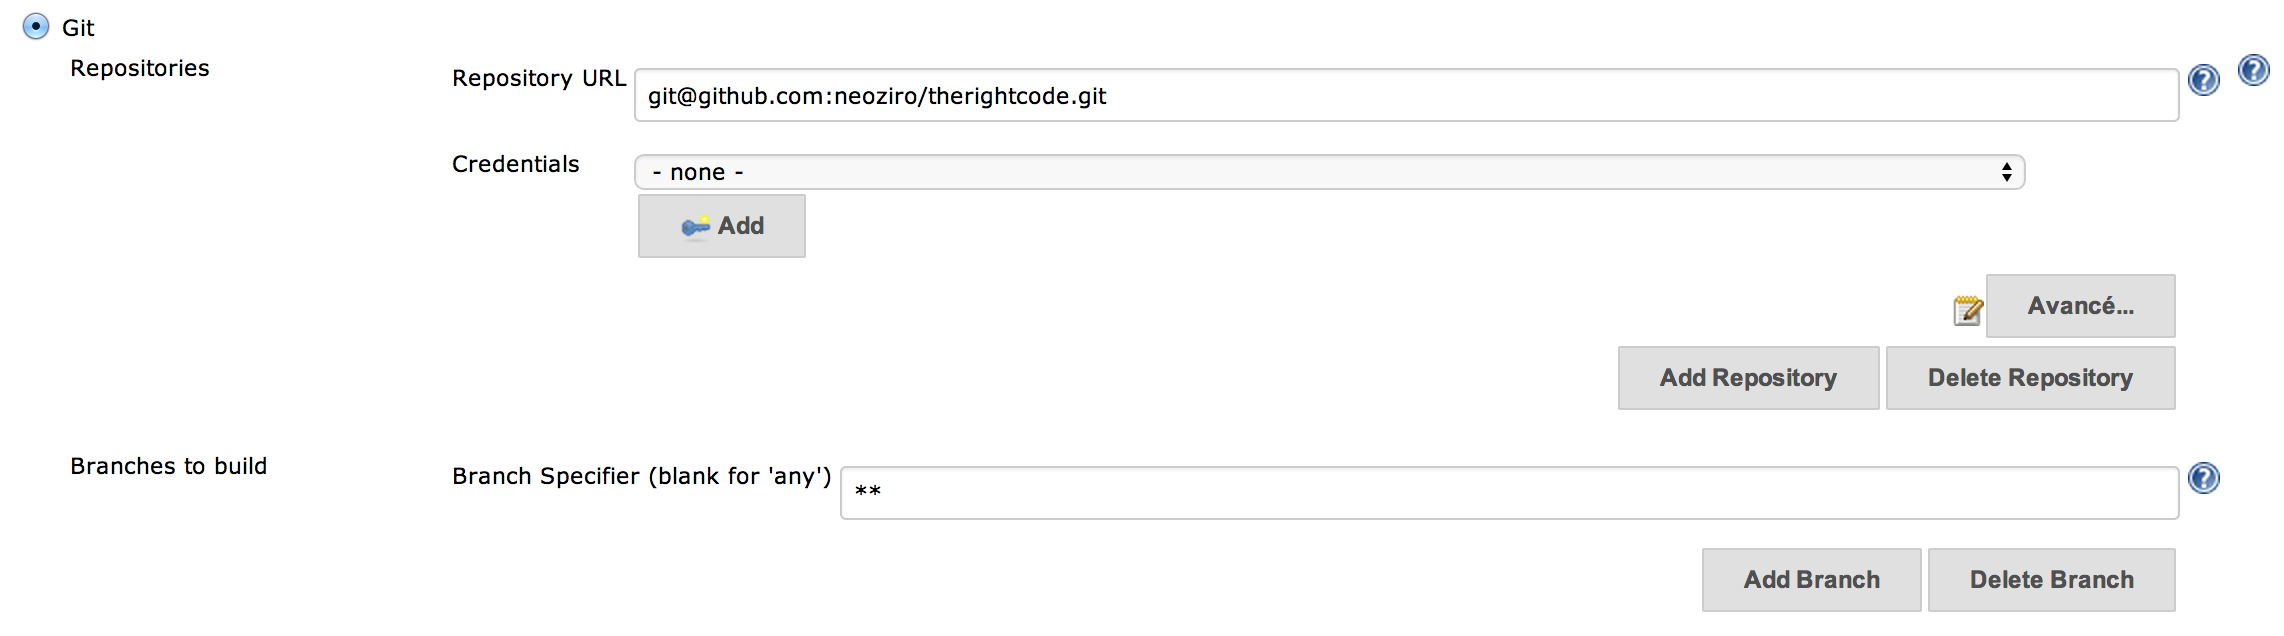 Git
Repositories
Repository URL git@github.com:neoziro/therightcode.git
Credentials - none -
Add
Avancé...
Add Repository Delete Repository
Branches to build
Branch Specifier (blank for 'any') **
Add Branch Delete Branch